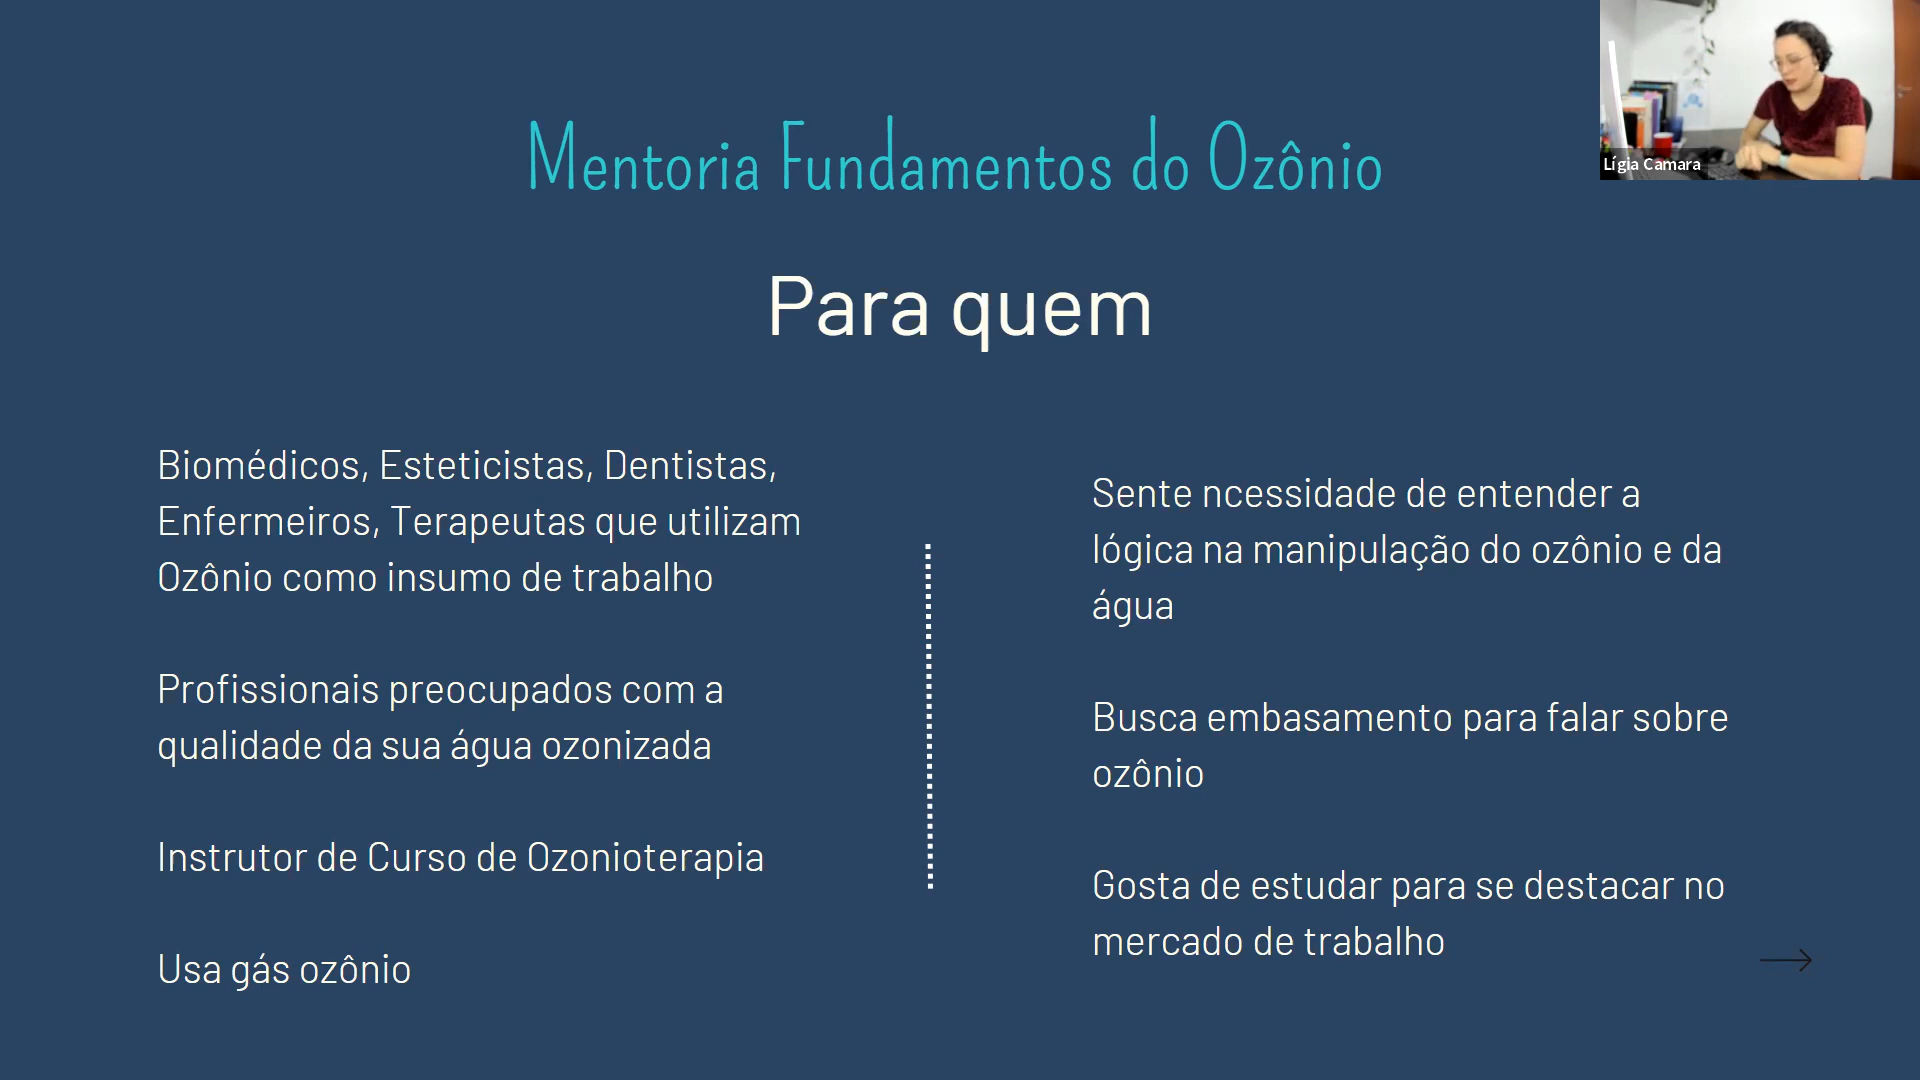 Mentoria Fundamentos do Ozônio
Lígia Camara
Para quem
Biomédicos, Esteticistas, Dentistas,
Enfermeiros, Terapeutas que utilizam
Ozônio como insumo de trabalho
Profissionais preocupados com a
qualidade da sua água ozonizada
Instrutor de Curso de Ozonioterapia
Usa gás ozônio
Sente ncessidade de entender a
lógica na manipulação do ozônio e da
água
Busca embasamento para falar sobre
ozônio
Gosta de estudar para se destacar no
mercado de trabalho